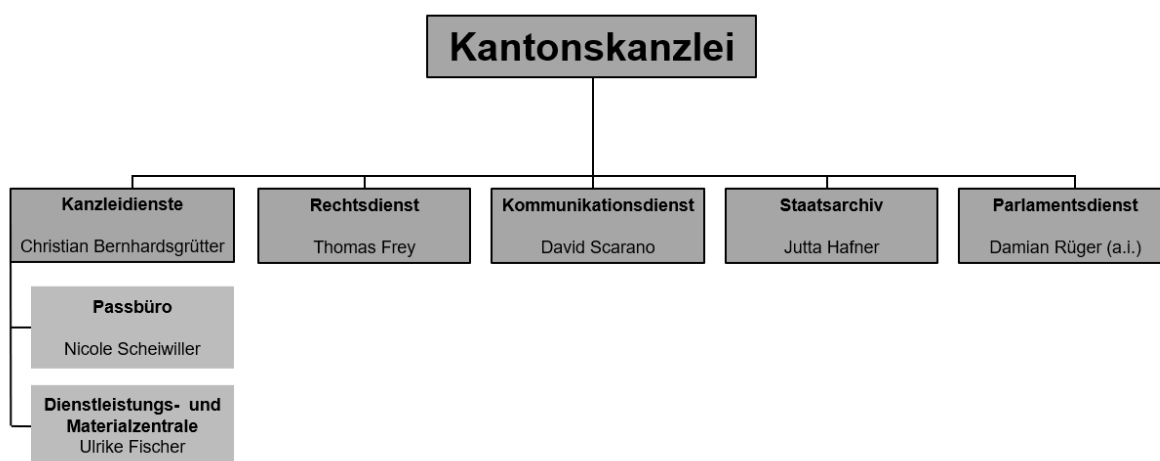 Kantonskanzlei
Kanzleidienste
Christian Bernhardsgrütter
Rechtsdienst
Thomas Frey
Kommunikationsdienst
David Scarano
Staatsarchiv
Jutta Hafner
Parlamentsdienst
Damian Rüger (a.i.)
Passbüro
Nicole Scheiwiller
Dienstleistungs- und
Materialzentrale
Ulrike Fischer